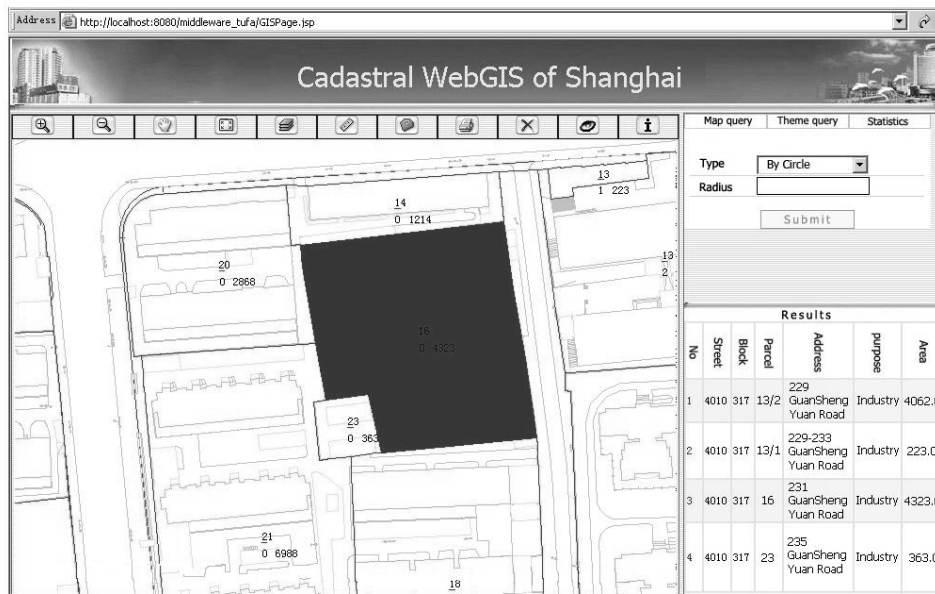 Address http://localhost:8080/middleware_tufa/GISPage.jsp
Cadastral WebGIS of Shanghai
Map query Theme query Statistics
Type By Circle
Radius
Submit
13
1 223
14
0 1214
13
2
20
0 2868
16
0 4323
23
0 363
21
0 6988
18
Results
No Street Block Parcel Address purpose Area
1 4010 317 13/2 229 GuanSheng Yuan Road Industry 4062.
2 4010 317 13/1 229-233 GuanSheng Yuan Road Industry 223.0
3 4010 317 16 231 GuanSheng Yuan Road Industry 4323.
4 4010 317 23 235 GuanSheng Yuan Road Industry 363.0